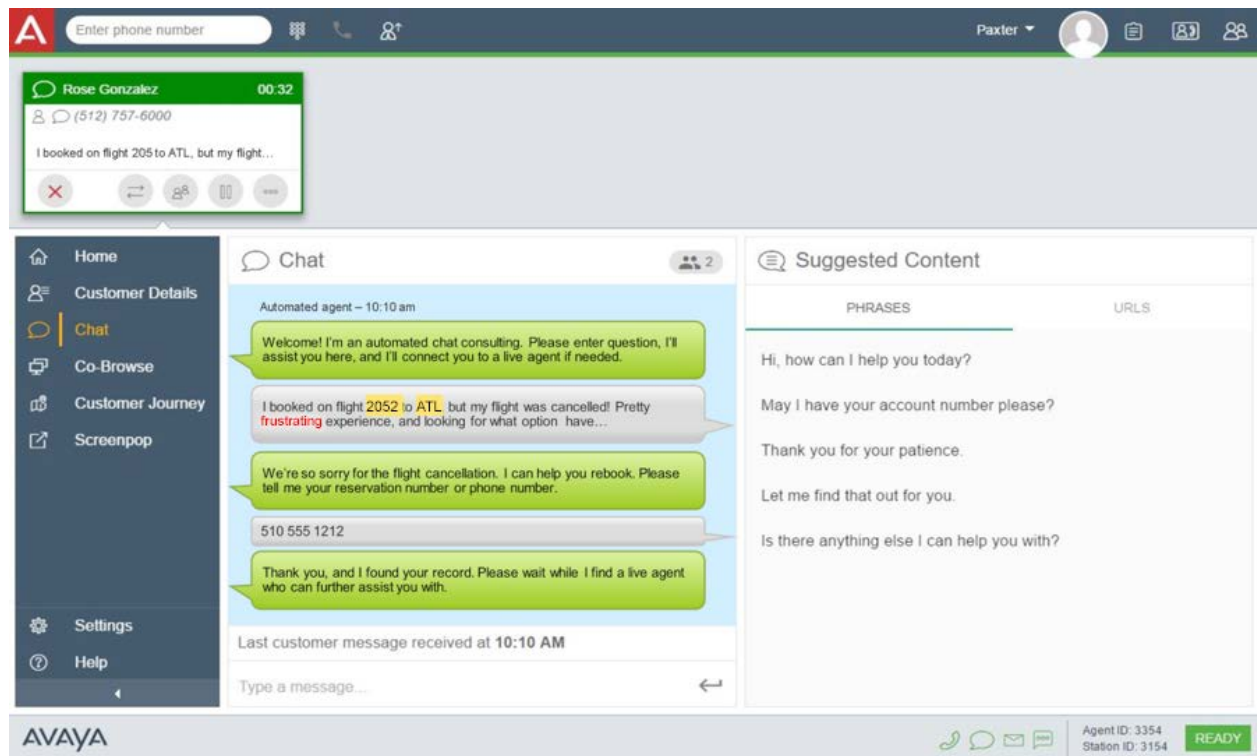 Enter phone number
Paxter
Rose Gonzalez 00:32
(512) 757-6000
I booked on flight 205 to ATL, but my flight...
Home
Customer Details
Chat
Co-Browse
Customer Journey
Screenpop
Settings
Help
Chat
2
Automated agent – 10:10 am
Welcome! I'm an automated chat consulting. Please enter question, I'll
assist you here, and I'll connect you to a live agent if needed.
I booked on flight 2052 to ATL, but my flight was cancelled! Pretty
frustrating experience, and looking for what option have...
We're so sorry for the flight cancellation. I can help you rebook. Please
tell me your reservation number or phone number.
510 555 1212
Thank you, and I found your record. Please wait while I find a live agent
who can further assist you with.
Last customer message received at 10:10 AM
Type a message...
Suggested Content
PHRASES URLS
Hi, how can I help you today?
May I have your account number please?
Thank you for your patience.
Let me find that out for you.
Is there anything else I can help you with?
AVAYA
Agent ID: 3354
Station ID: 3154
READY